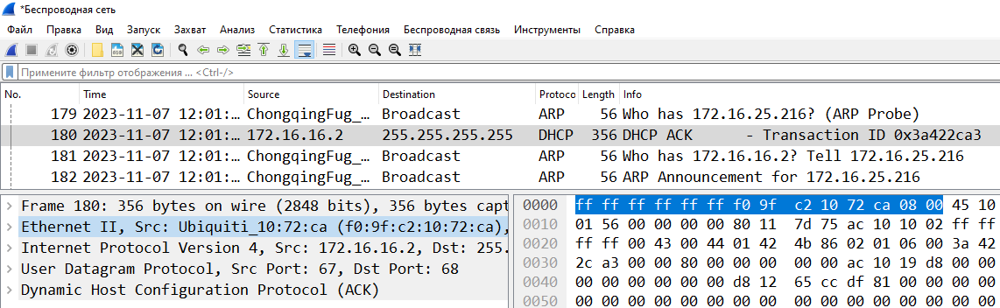 *Беспроводная сеть
Файл Правка Вид Запуск Захват Анализ Статистика Телефония Беспроводная связь Инструменты Справка
Примените фильтр отображения ... <Ctrl-/>
No. Time Source Destination Protoco Length Info
179 2023-11-07 12:01:… ChongqingFug_… Broadcast ARP 56 Who has 172.16.25.216? (ARP Probe)
180 2023-11-07 12:01:… 172.16.16.2 255.255.255.255 DHCP 356 DHCP ACK - Transaction ID 0x3a422ca3
181 2023-11-07 12:01:… ChongqingFug_… Broadcast ARP 56 Who has 172.16.16.2? Tell 172.16.25.216
182 2023-11-07 12:01:… ChongqingFug_… Broadcast ARP 56 ARP Announcement for 172.16.25.216
Frame 180: 356 bytes on wire (2848 bits), 356 bytes capt
Ethernet II, Src: Ubiquiti_10:72:ca (f0:9f:c2:10:72:ca),
Internet Protocol Version 4, Src: 172.16.16.2, Dst: 255.
User Datagram Protocol, Src Port: 67, Dst Port: 68
Dynamic Host Configuration Protocol (ACK)
0000 ff ff ff ff ff ff f0 9f c2 10 72 ca 08 00 45 10
0010 01 56 00 00 00 00 80 11 7d 75 ac 10 10 02 ff ff
0020 ff ff 00 43 00 44 01 42 4b 86 02 01 06 00 3a 42
0030 2c a3 00 00 80 00 00 00 00 00 ac 10 19 d8 00 00
0040 00 00 00 00 00 00 d8 12 65 cc df 81 00 00 00 00
0050 00 00 00 00 00 00 00 00 00 00 00 00 00 00 00 00